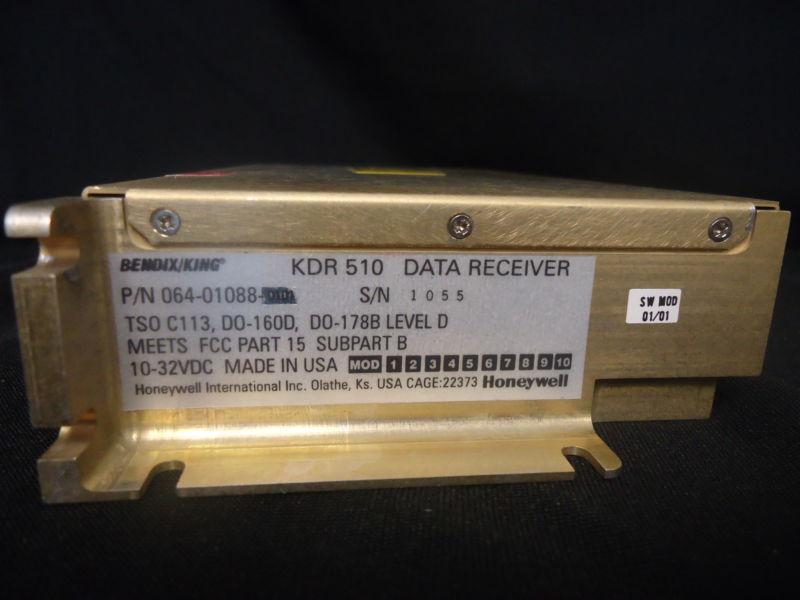 BENDIX/KING® KDR 510 DATA RECEIVER
P/N 064-01088- S/N 1055
TSO C113, DO-160D, DO-178B LEVEL D
MEETS FCC PART 15 SUBPART B
10-32VDC MADE IN USA MOD 1 2 3 4 5 6 7 8 9 10
Honeywell International Inc. Olathe, Ks. USA CAGE:22373 Honeywell
SW MOD
01/01